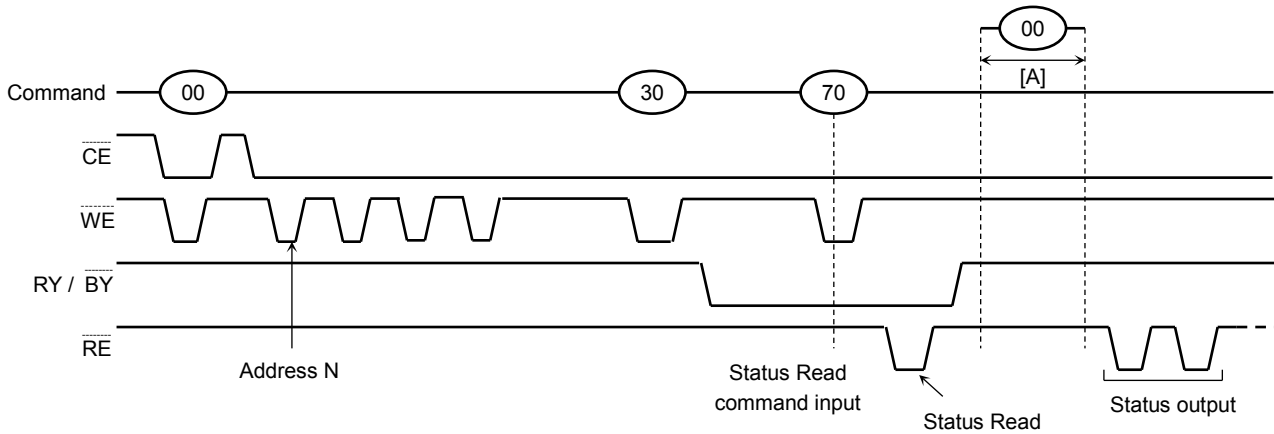 00
[A]
Command 00 30 70
CE
WE
RY / BY
RE
Address N
Status Read
command input
Status Read
Status output